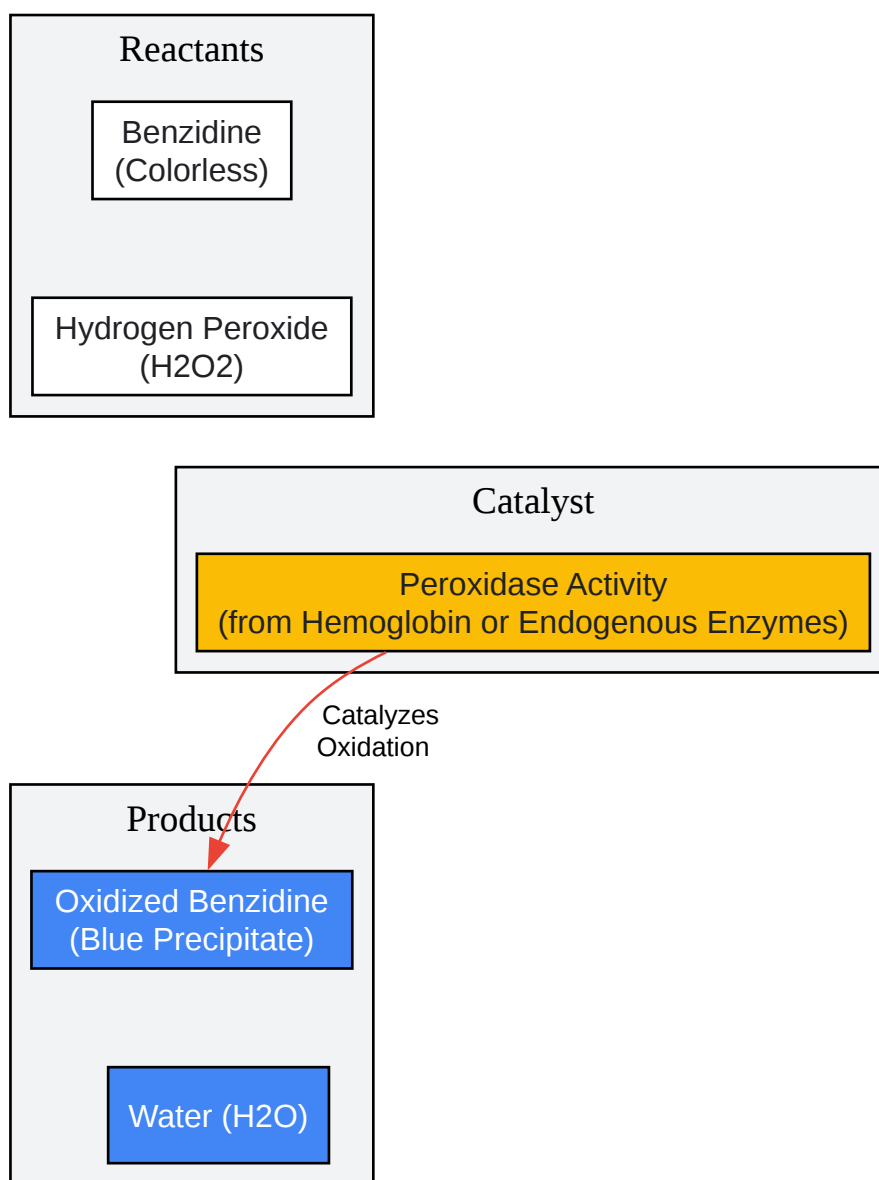 Reactants
Benzidine
(Colorless)
Hydrogen Peroxide
(H2O2)
Catalyst
Peroxidase Activity
(from Hemoglobin or Endogenous Enzymes)
Catalyzes
Oxidation
Products
Oxidized Benzidine
(Blue Precipitate)
Water (H2O)